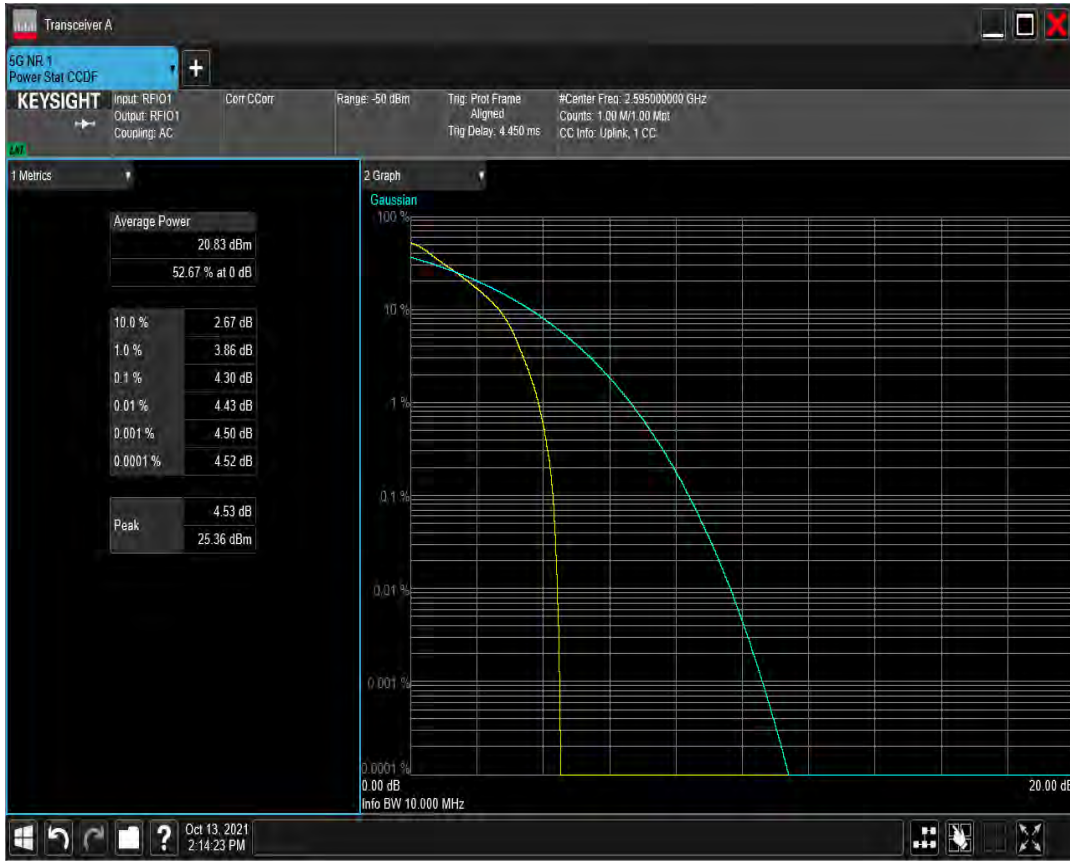 Transceiver A
5G NR 1
Power Stat CCDF
+
KEYSIGHT
Input: RFIO1
Output: RFIO1
Coupling: AC
Corr CCorr
Range: -50 dBm
Trig: Prot Frame
Aligned
Trig Delay: 4.450 ms
#Center Freq: 2.595000000 GHz
Counts: 1.00 M/1.00 Mpt
CC Info: Uplink, 1 CC
1 Metrics
Average Power
20.83 dBm
52.67 % at 0 dB
10.0 % 2.67 dB
1.0 % 3.86 dB
0.1 % 4.30 dB
0.01 % 4.43 dB
0.001 % 4.50 dB
0.0001 % 4.52 dB
Peak
4.53 dB
25.36 dBm
2 Graph
Gaussian
100 %
10 %
1 %
0.1 %
0.01 %
0.001 %
0.0001 %
0.00 dB
20.00 dB
Info BW 10.000 MHz
?
Oct 13, 2021
2:14:23 PM